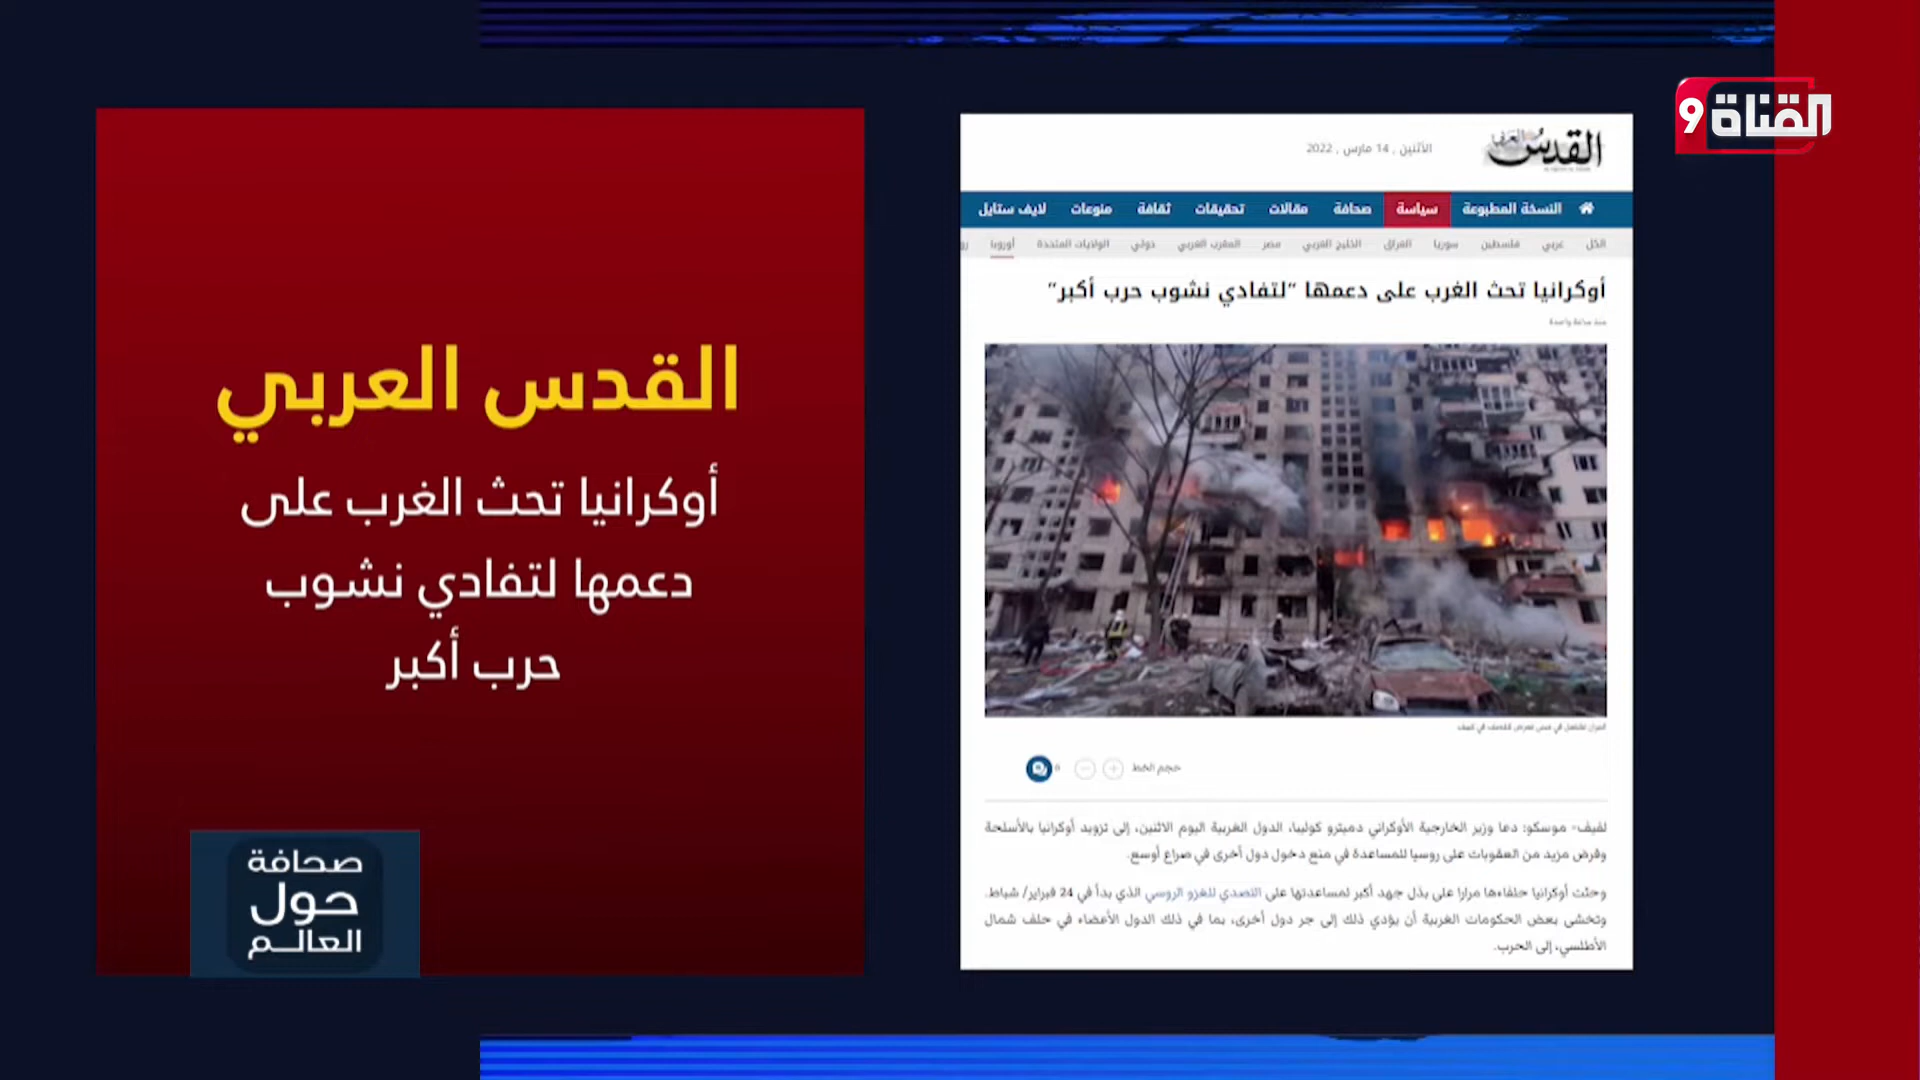 القناة 9
القدس العربي
أوكرانيا تحث الغرب على
دعمها لتفادي نشوب
حرب أكبر
صحافة
حول
العالم
القدس العربي
الاثنين , 14 مارس , 2022
النسخة المطبوعة سياسة صحافة مقالات تحقيقات ثقافة منوعات لايف ستايل
الكل عربي فلسطين سوريا العراق الخليج العربي مصر المغرب العربي دولي الولايات المتحدة أوروبا
أوكرانيا تحث الغرب على دعمها “لتفادي نشوب حرب أكبر”
منذ ساعة واحدة
حجم الخط
0
لفيف- موسكو: دعا وزير الخارجية الأوكراني دميترو كوليبا، الدول الغربية اليوم الاثنين، إلى تزويد أوكرانيا بالأسلحة
وفرض مزيد من العقوبات على روسيا للمساعدة في منع دخول دول أخرى في صراع أوسع.
وحثت أوكرانيا حلفاءها مرارا على بذل جهد أكبر لمساعدتها على التصدي للغزو الروسي الذي بدأ في 24 فبراير/ شباط.
وتخشى بعض الحكومات الغربية أن يؤدي ذلك إلى جر دول أخرى، بما في ذلك الدول الأعضاء في حلف شمال
الأطلسي، إلى الحرب.